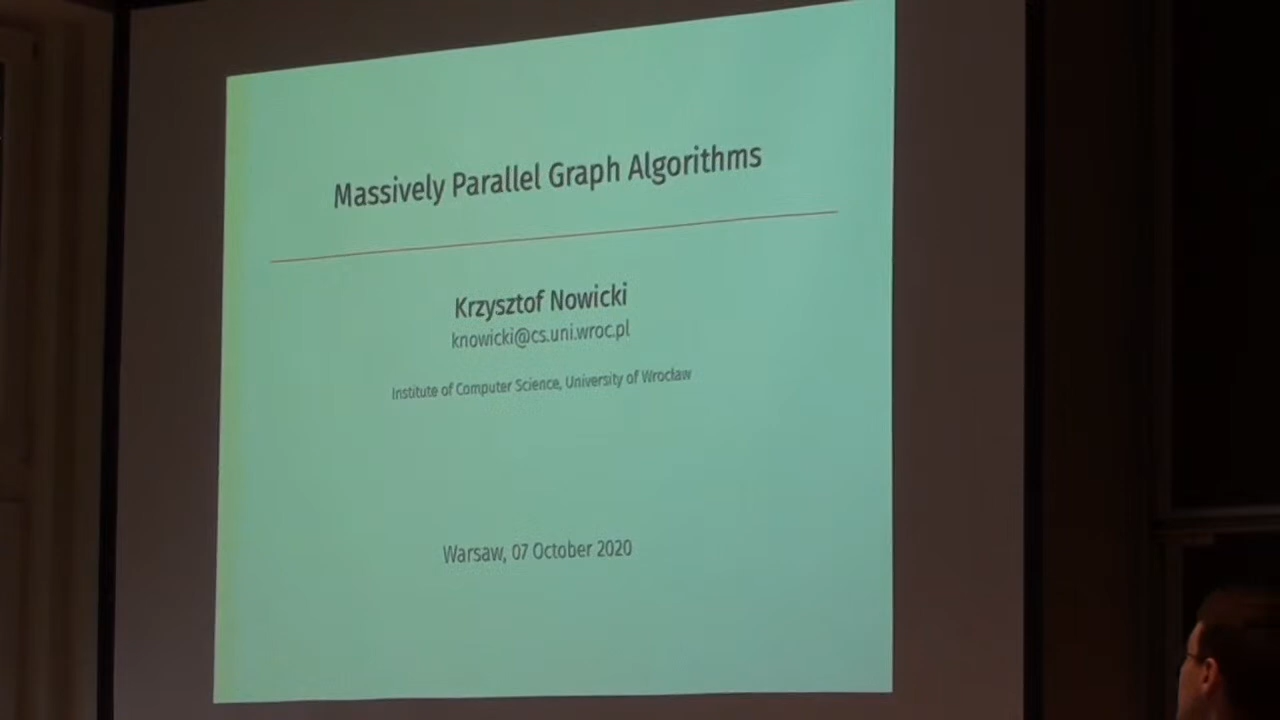 Massively Parallel Graph Algorithms
Krzysztof Nowicki
knowicki@cs.uni.wroc.pl
Institute of Computer Science, University of Wrocław
Warsaw, 07 October 2020